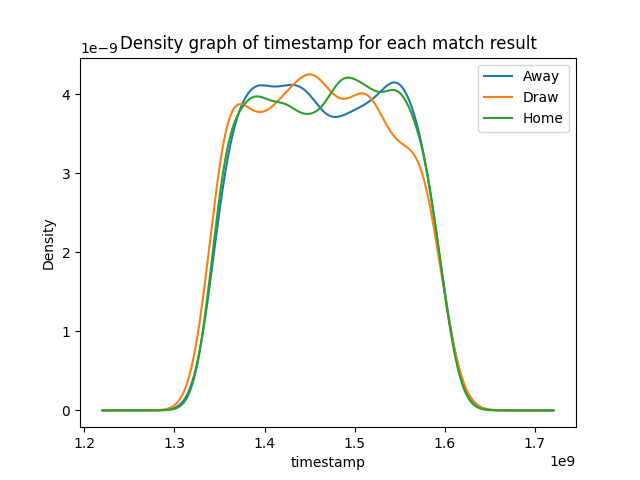 Density graph of timestamp for each match result
1e−9
Away
Draw
Home
4
3
2
1
0
Density
1.2
1.3
1.4
1.5
1.6
1.7
timestamp
1e9